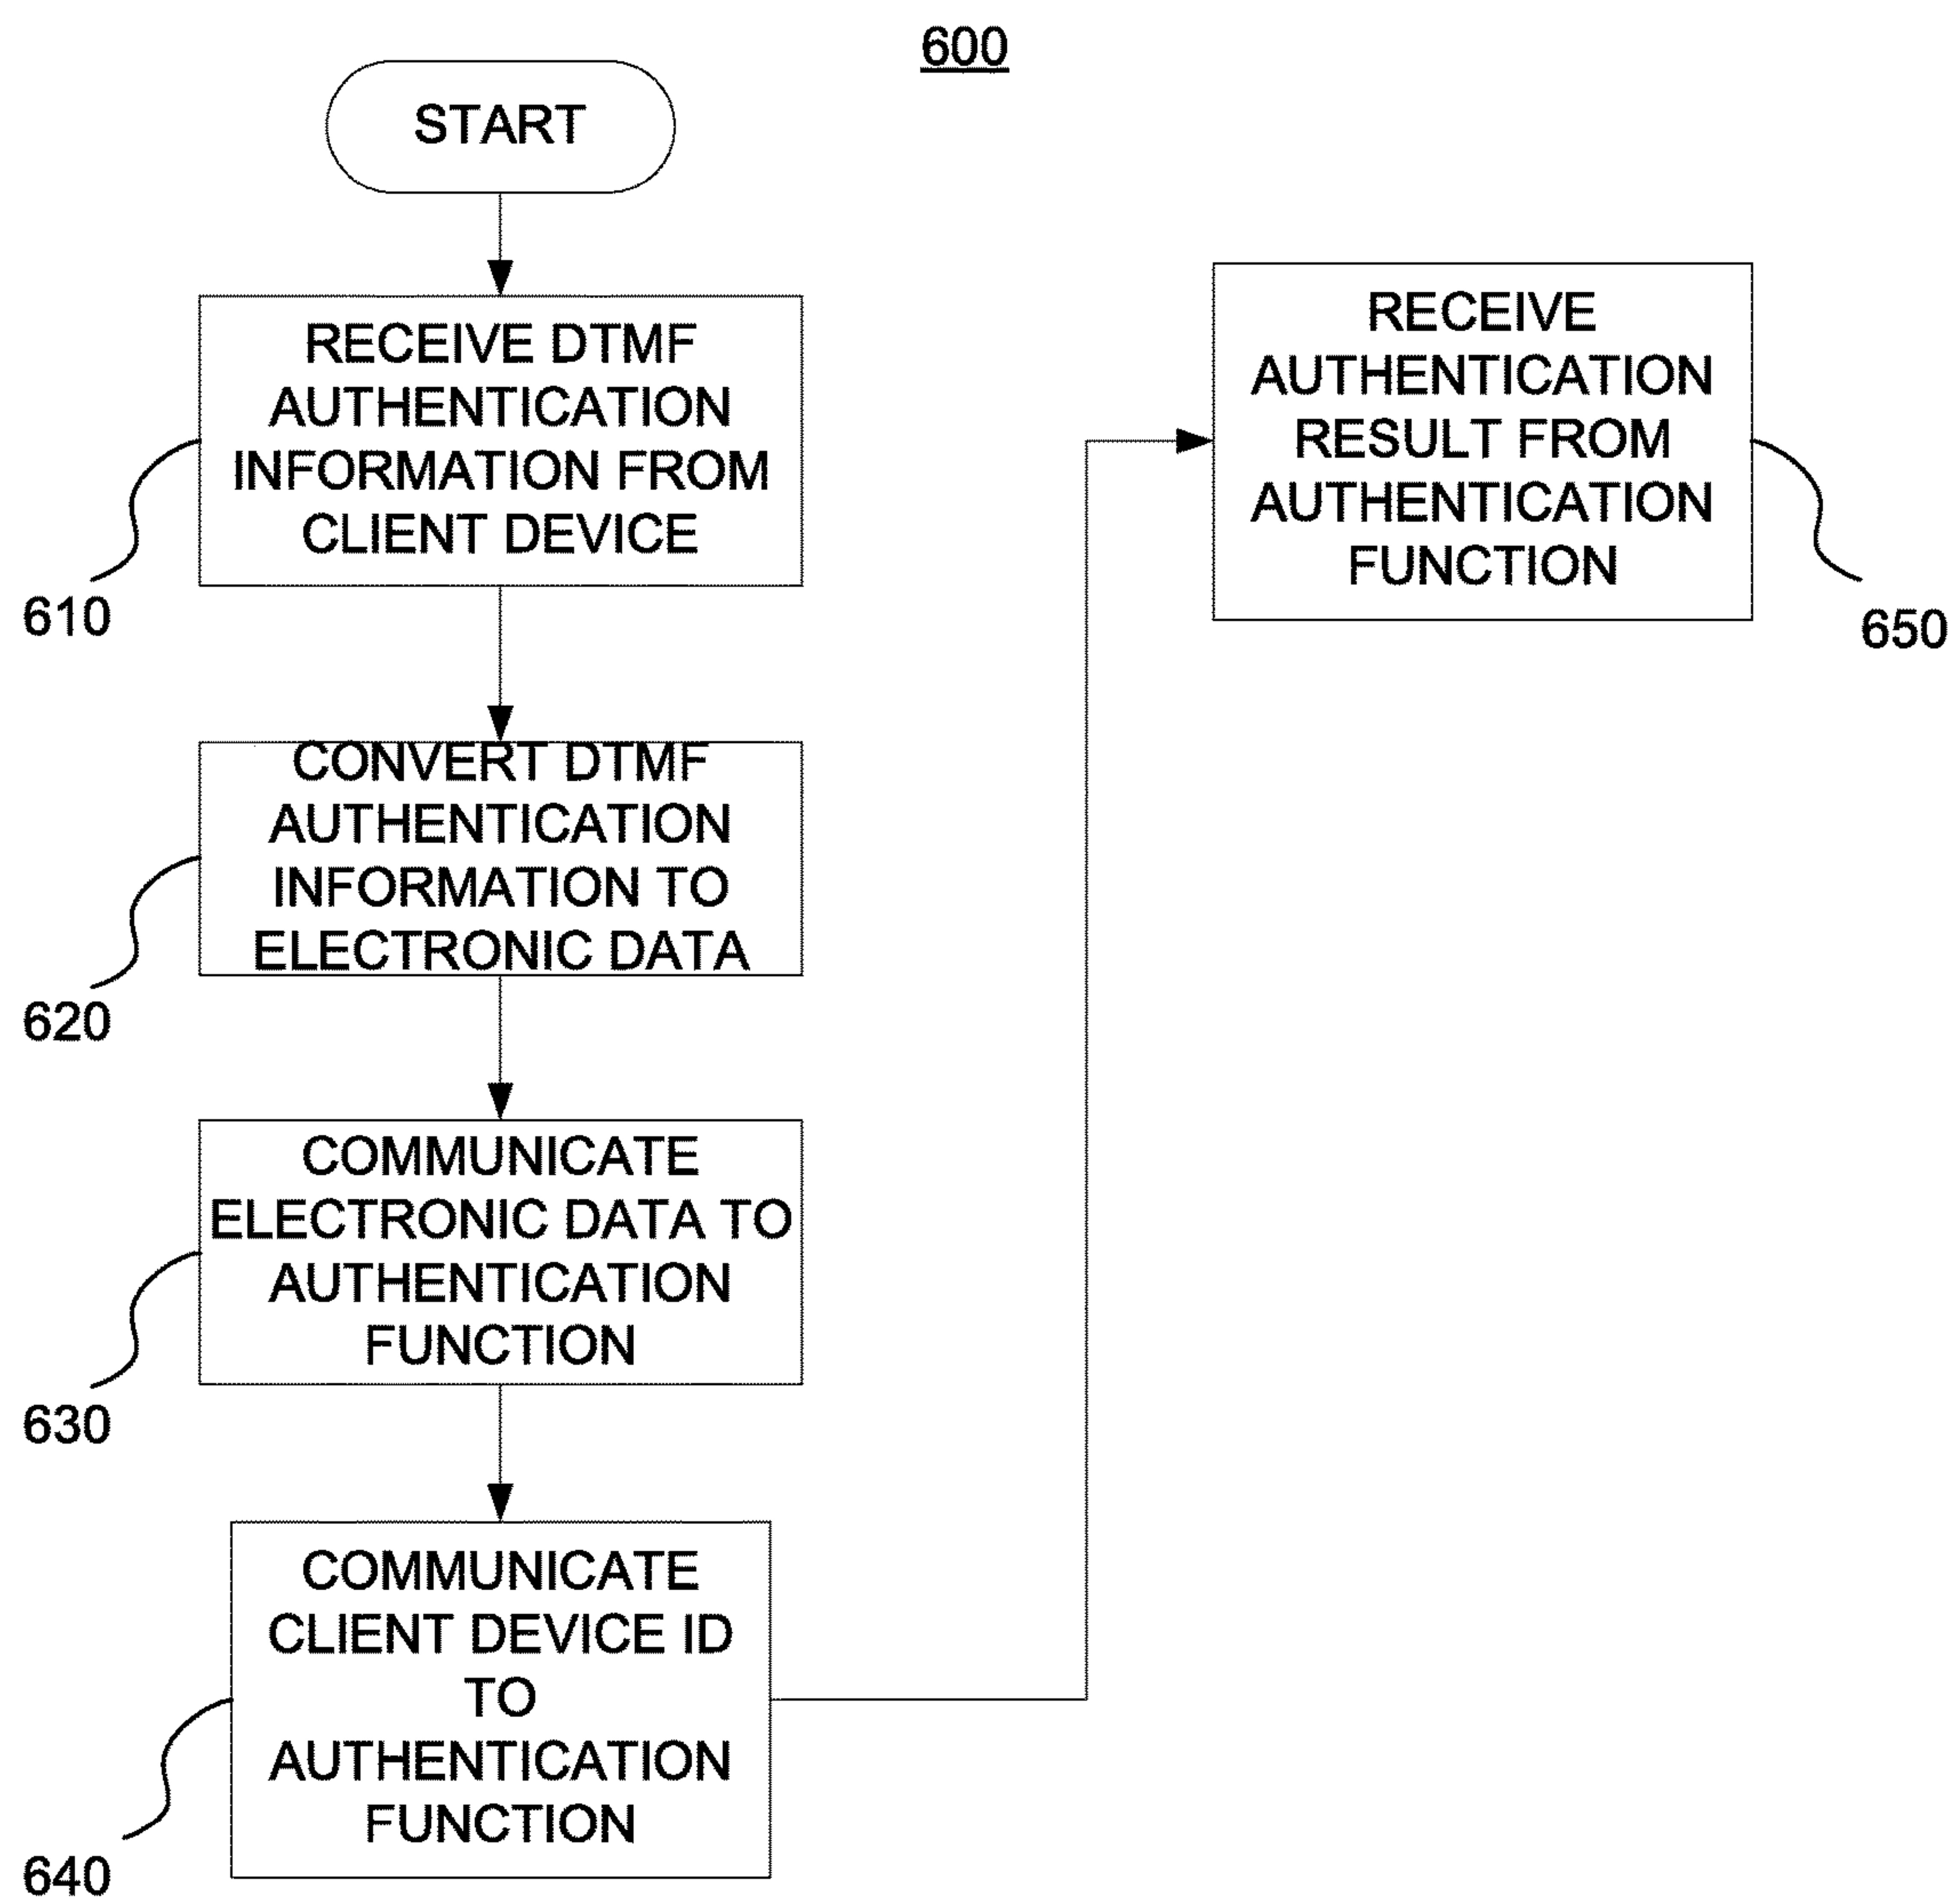 600
START
RECEIVE DTMF
AUTHENTICATION
INFORMATION FROM
CLIENT DEVICE
610
CONVERT DTMF
AUTHENTICATION
INFORMATION TO
ELECTRONIC DATA
620
COMMUNICATE
ELECTRONIC DATA TO
AUTHENTICATION
FUNCTION
630
COMMUNICATE
CLIENT DEVICE ID
TO
AUTHENTICATION
FUNCTION
640
RECEIVE
AUTHENTICATION
RESULT FROM
AUTHENTICATION
FUNCTION
650